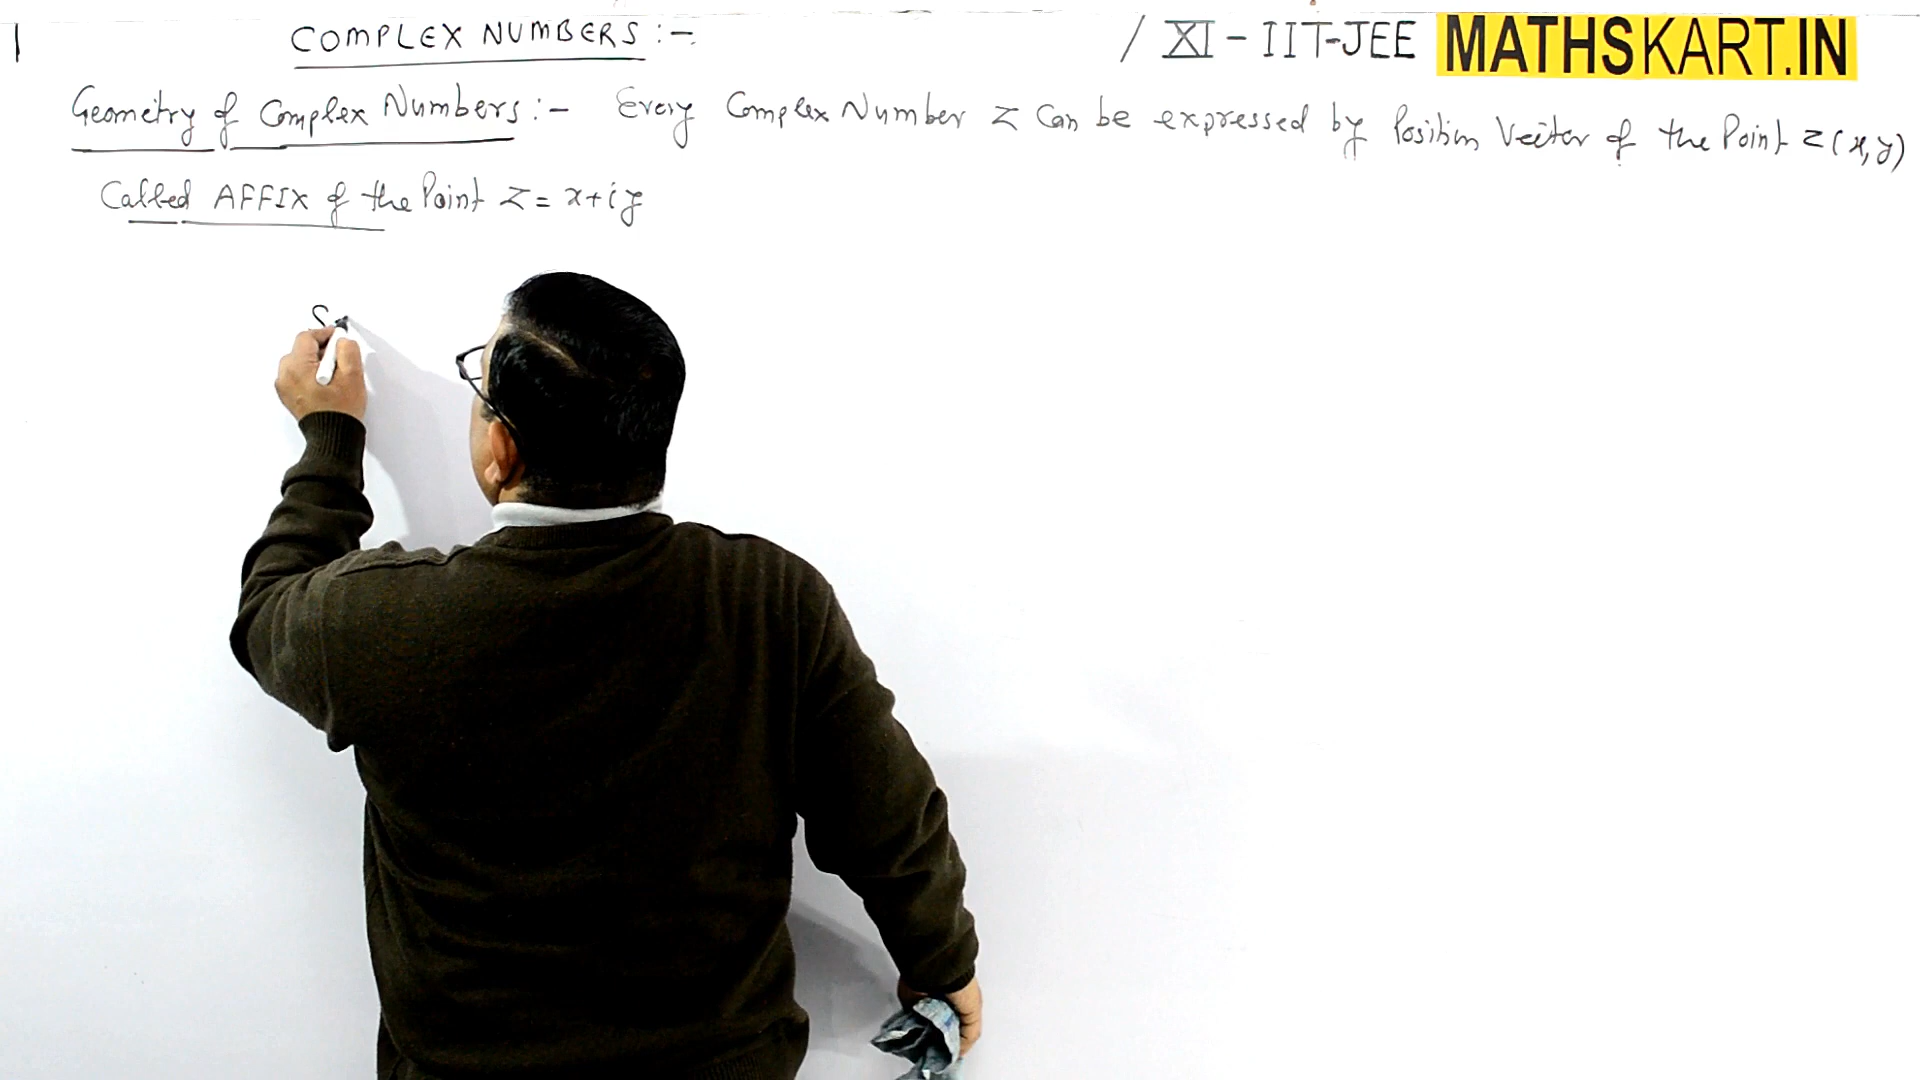 COMPLEX NUMBERS :- / XI - IIT-JEE MATHSKART.IN
Geometry of Complex Numbers :- Every Complex Number z Can be expressed by Position Vector of the Point z(x,y)
Called AFFIX of the Point z = x+iy
S